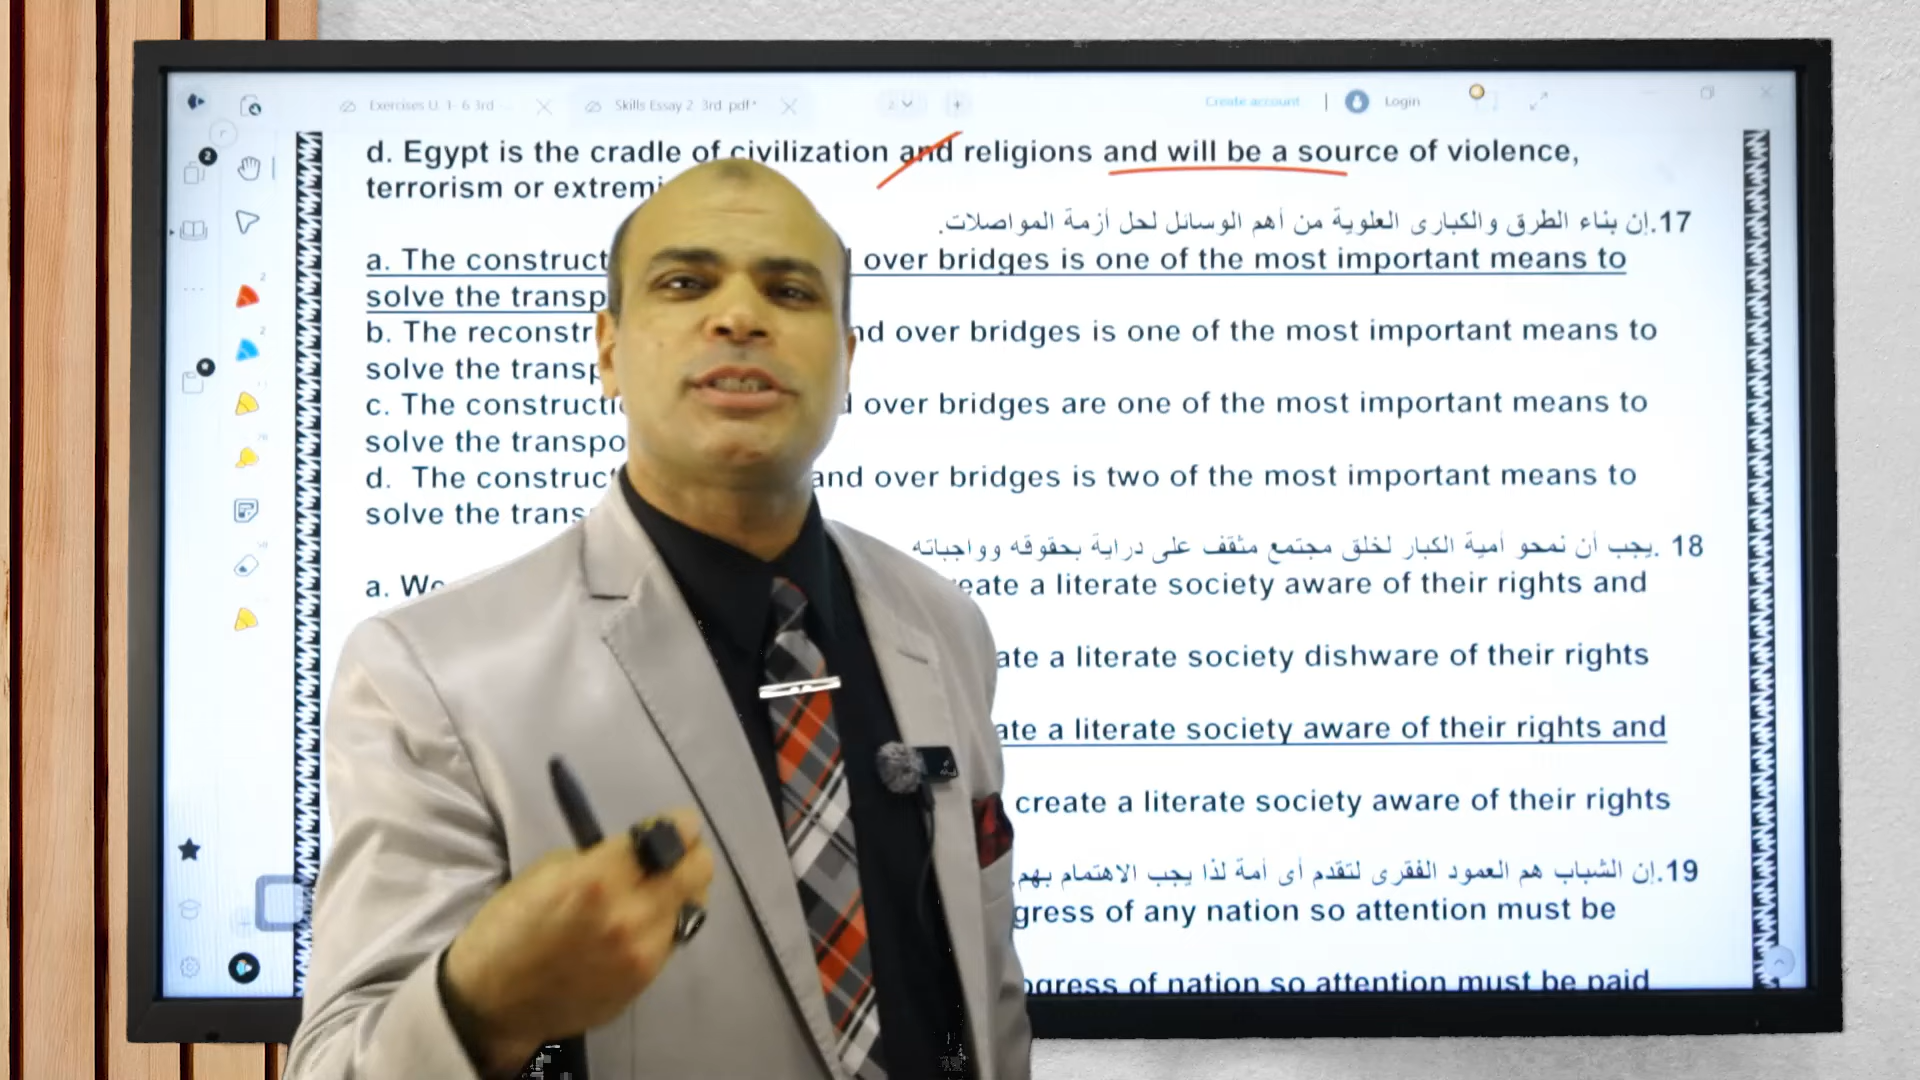 Exercises U. 1- 6 3rd
Skills Essay 2 3rd pdf*
Create account
Login
d. Egypt is the cradle of civilization and religions and will be a source of violence,
terrorism or extremi
17.إن بناء الطرق والكبارى العلوية من أهم الوسائل لحل أزمة المواصلات.
a. The construct over bridges is one of the most important means to
solve the transp
b. The reconstr nd over bridges is one of the most important means to
solve the transp
c. The constructi over bridges are one of the most important means to
solve the transpo
d. The construct and over bridges is two of the most important means to
solve the trans
18 .يجب أن نمحو أمية الكبار لخلق مجتمع مثقف على دراية بحقوقه وواجباته
a. We eate a literate society aware of their rights and
ate a literate society dishware of their rights
ate a literate society aware of their rights and
create a literate society aware of their rights
19.إن الشباب هم العمود الفقرى لتقدم أى أمة لذا يجب الاهتمام بهم.
gress of any nation so attention must be
ogress of nation so attention must be paid